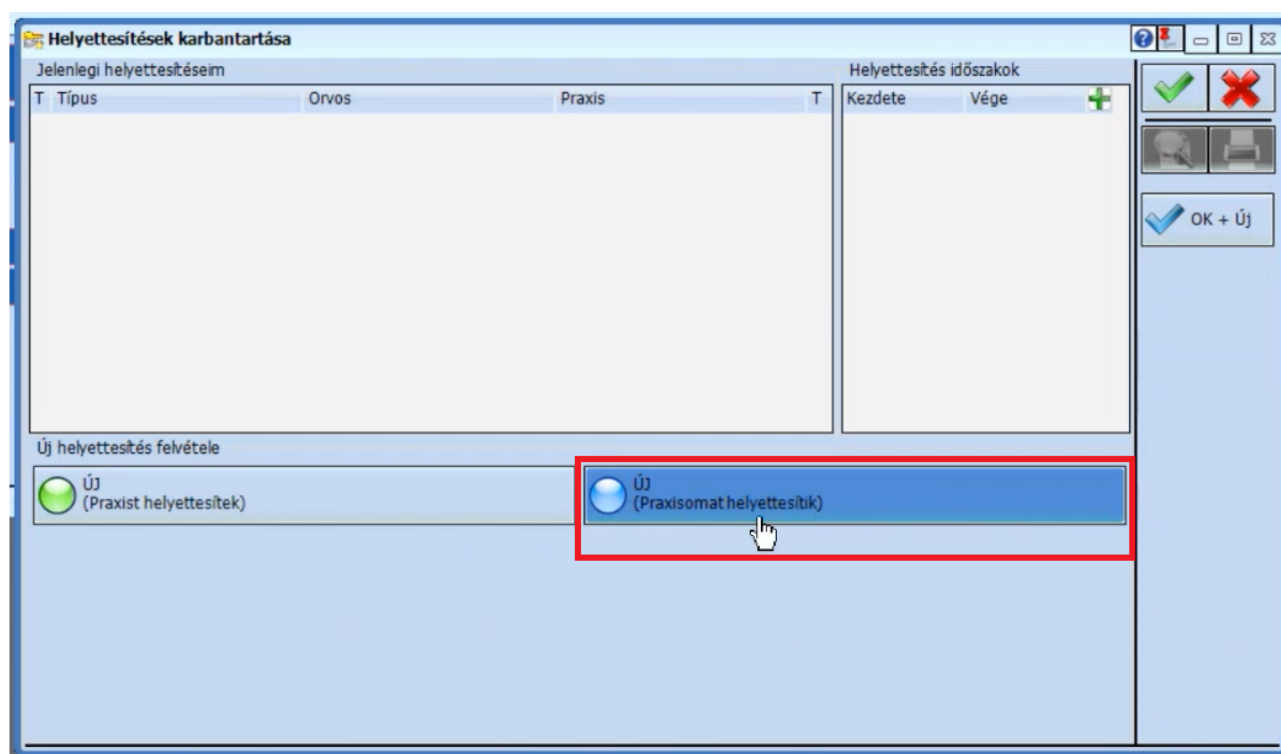 Helyettesítések karbantartása
Jelenlegi helyettesítéseim
Helyettesítés időszakok
T Típus Orvos Praxis T
Kezdete Vége
OK + Új
Új helyettesítés felvétele
ÚJ
(Praxist helyettesítek)
ÚJ
(Praxisomat helyettesítik)